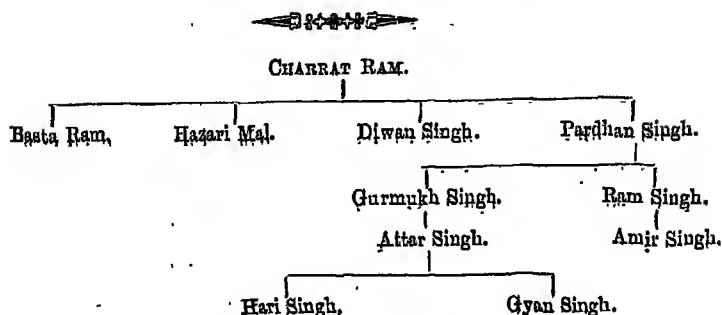 CHARRAT RAM.
Basta Ram, Hazari Mal. Diwan Singh. Pardhan Singh.
Gurmukh Singh. Ram Singh.
Attar Singh. Amir Singh.
Hari Singh, Gyan Singh.